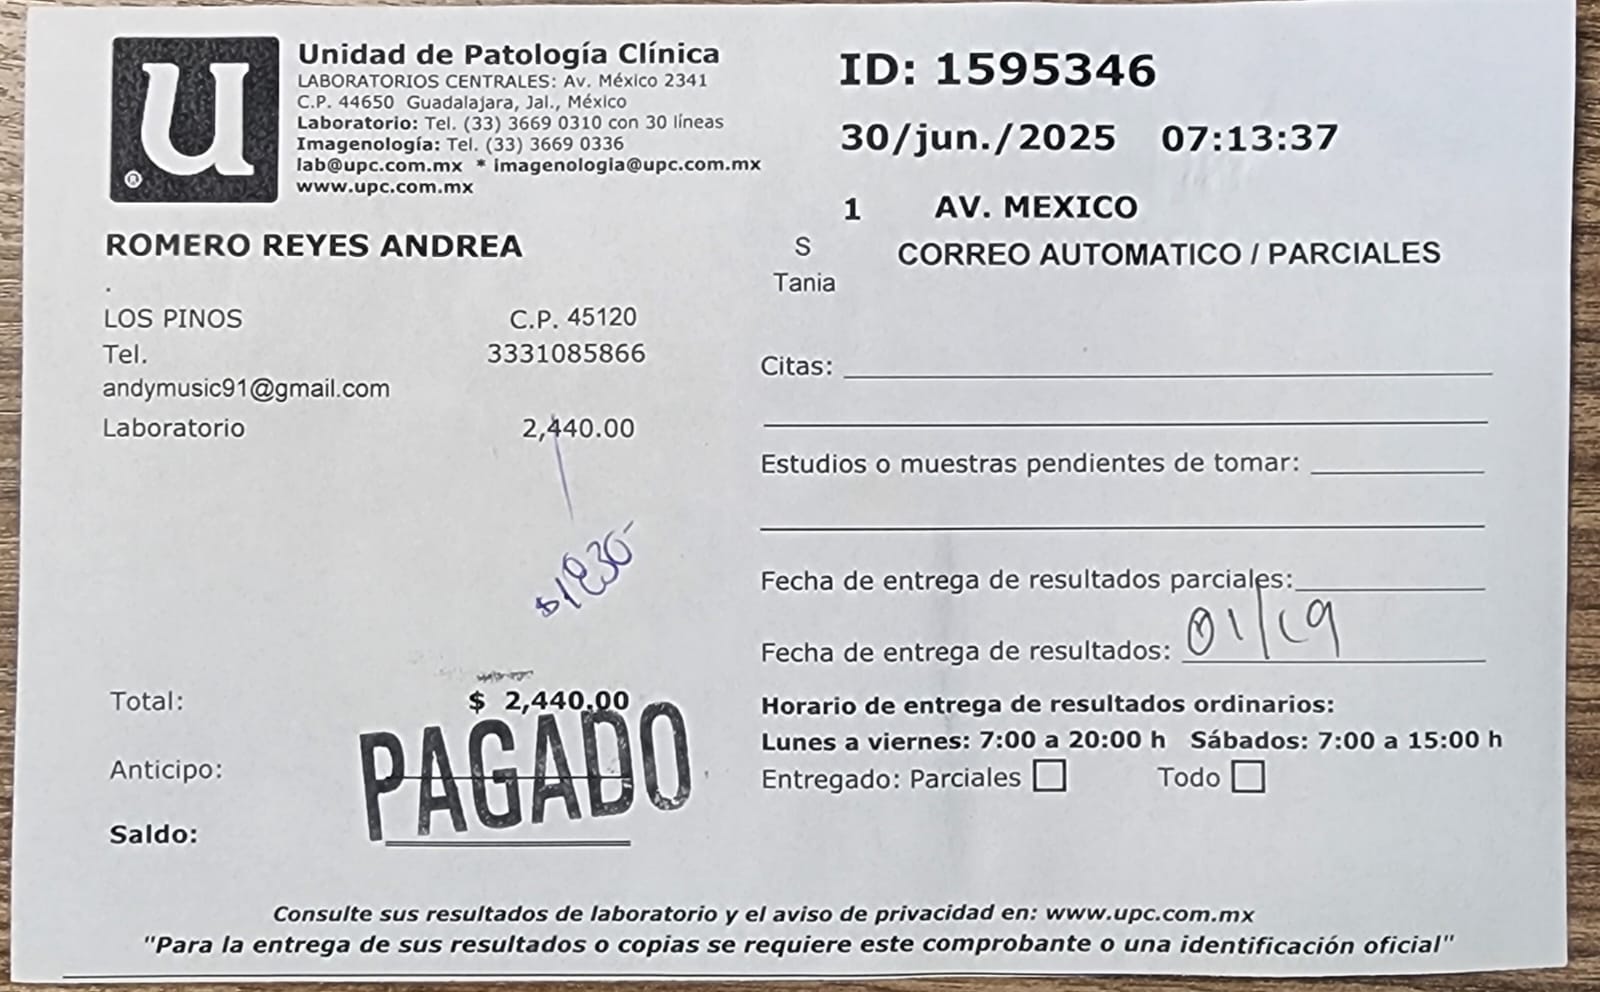 u
®
Unidad de Patología Clínica
LABORATORIOS CENTRALES: Av. México 2341
C.P. 44650 Guadalajara, Jal., México
Laboratorio: Tel. (33) 3669 0310 con 30 líneas
Imagenología: Tel. (33) 3669 0336
lab@upc.com.mx * imagenologia@upc.com.mx
www.upc.com.mx
ROMERO REYES ANDREA
.
LOS PINOS C.P. 45120
Tel. 3331085866
andymusic91@gmail.com
Laboratorio 2,440.00
$1830-
Total: $ 2,440.00
PAGADO
Anticipo:
Saldo:
ID: 1595346
30/jun./2025 07:13:37
1 AV. MEXICO
S CORREO AUTOMATICO / PARCIALES
Tania
Citas:
Estudios o muestras pendientes de tomar:
Fecha de entrega de resultados parciales:
Fecha de entrega de resultados: 01/19
Horario de entrega de resultados ordinarios:
Lunes a viernes: 7:00 a 20:00 h Sábados: 7:00 a 15:00 h
Entregado: Parciales Todo
Consulte sus resultados de laboratorio y el aviso de privacidad en: www.upc.com.mx
"Para la entrega de sus resultados o copias se requiere este comprobante o una identificación oficial"